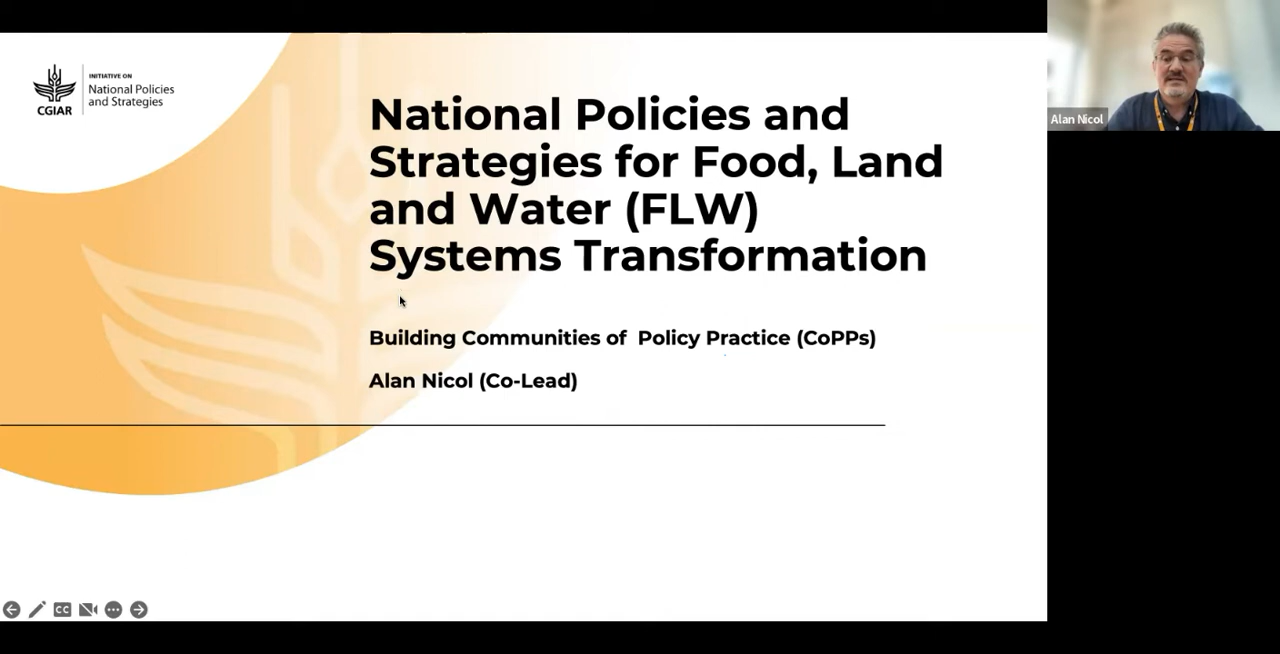 INITIATIVE ON
National Policies
and Strategies
CGIAR
National Policies and
Strategies for Food, Land
and Water (FLW)
Systems Transformation
Building Communities of  Policy Practice (CoPPs)
Alan Nicol (Co-Lead)
Alan Nicol
CC